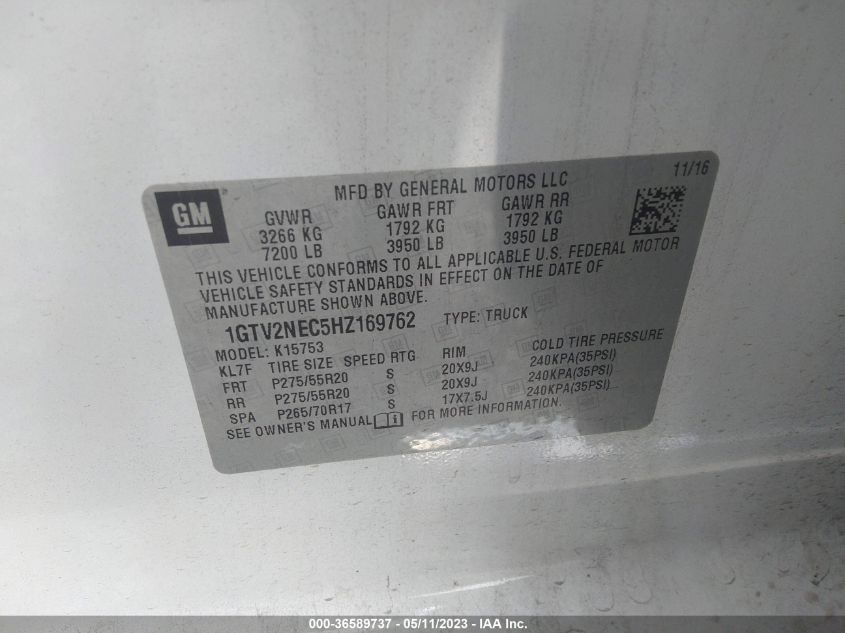 11/16
MFD BY GENERAL MOTORS LLC
GM
GVWR GAWR FRT GAWR RR
3266 KG 1792 KG 1792 KG
7200 LB 3950 LB 3950 LB
THIS VEHICLE CONFORMS TO ALL APPLICABLE U.S. FEDERAL MOTOR
VEHICLE SAFETY STANDARDS IN EFFECT ON THE DATE OF
MANUFACTURE SHOWN ABOVE.
1GTV2NEC5HZ169762 TYPE: TRUCK
MODEL: K15753
KL7F TIRE SIZE SPEED RTG RIM COLD TIRE PRESSURE
FRT P275/55R20 S 20X9J 240KPA(35PSI)
RR P275/55R20 S 20X9J 240KPA(35PSI)
SPA P265/70R17 S 17X7.5J 240KPA(35PSI)
SEE OWNER'S MANUAL FOR MORE INFORMATION.
000-36589737 - 05/11/2023 - IAA Inc.